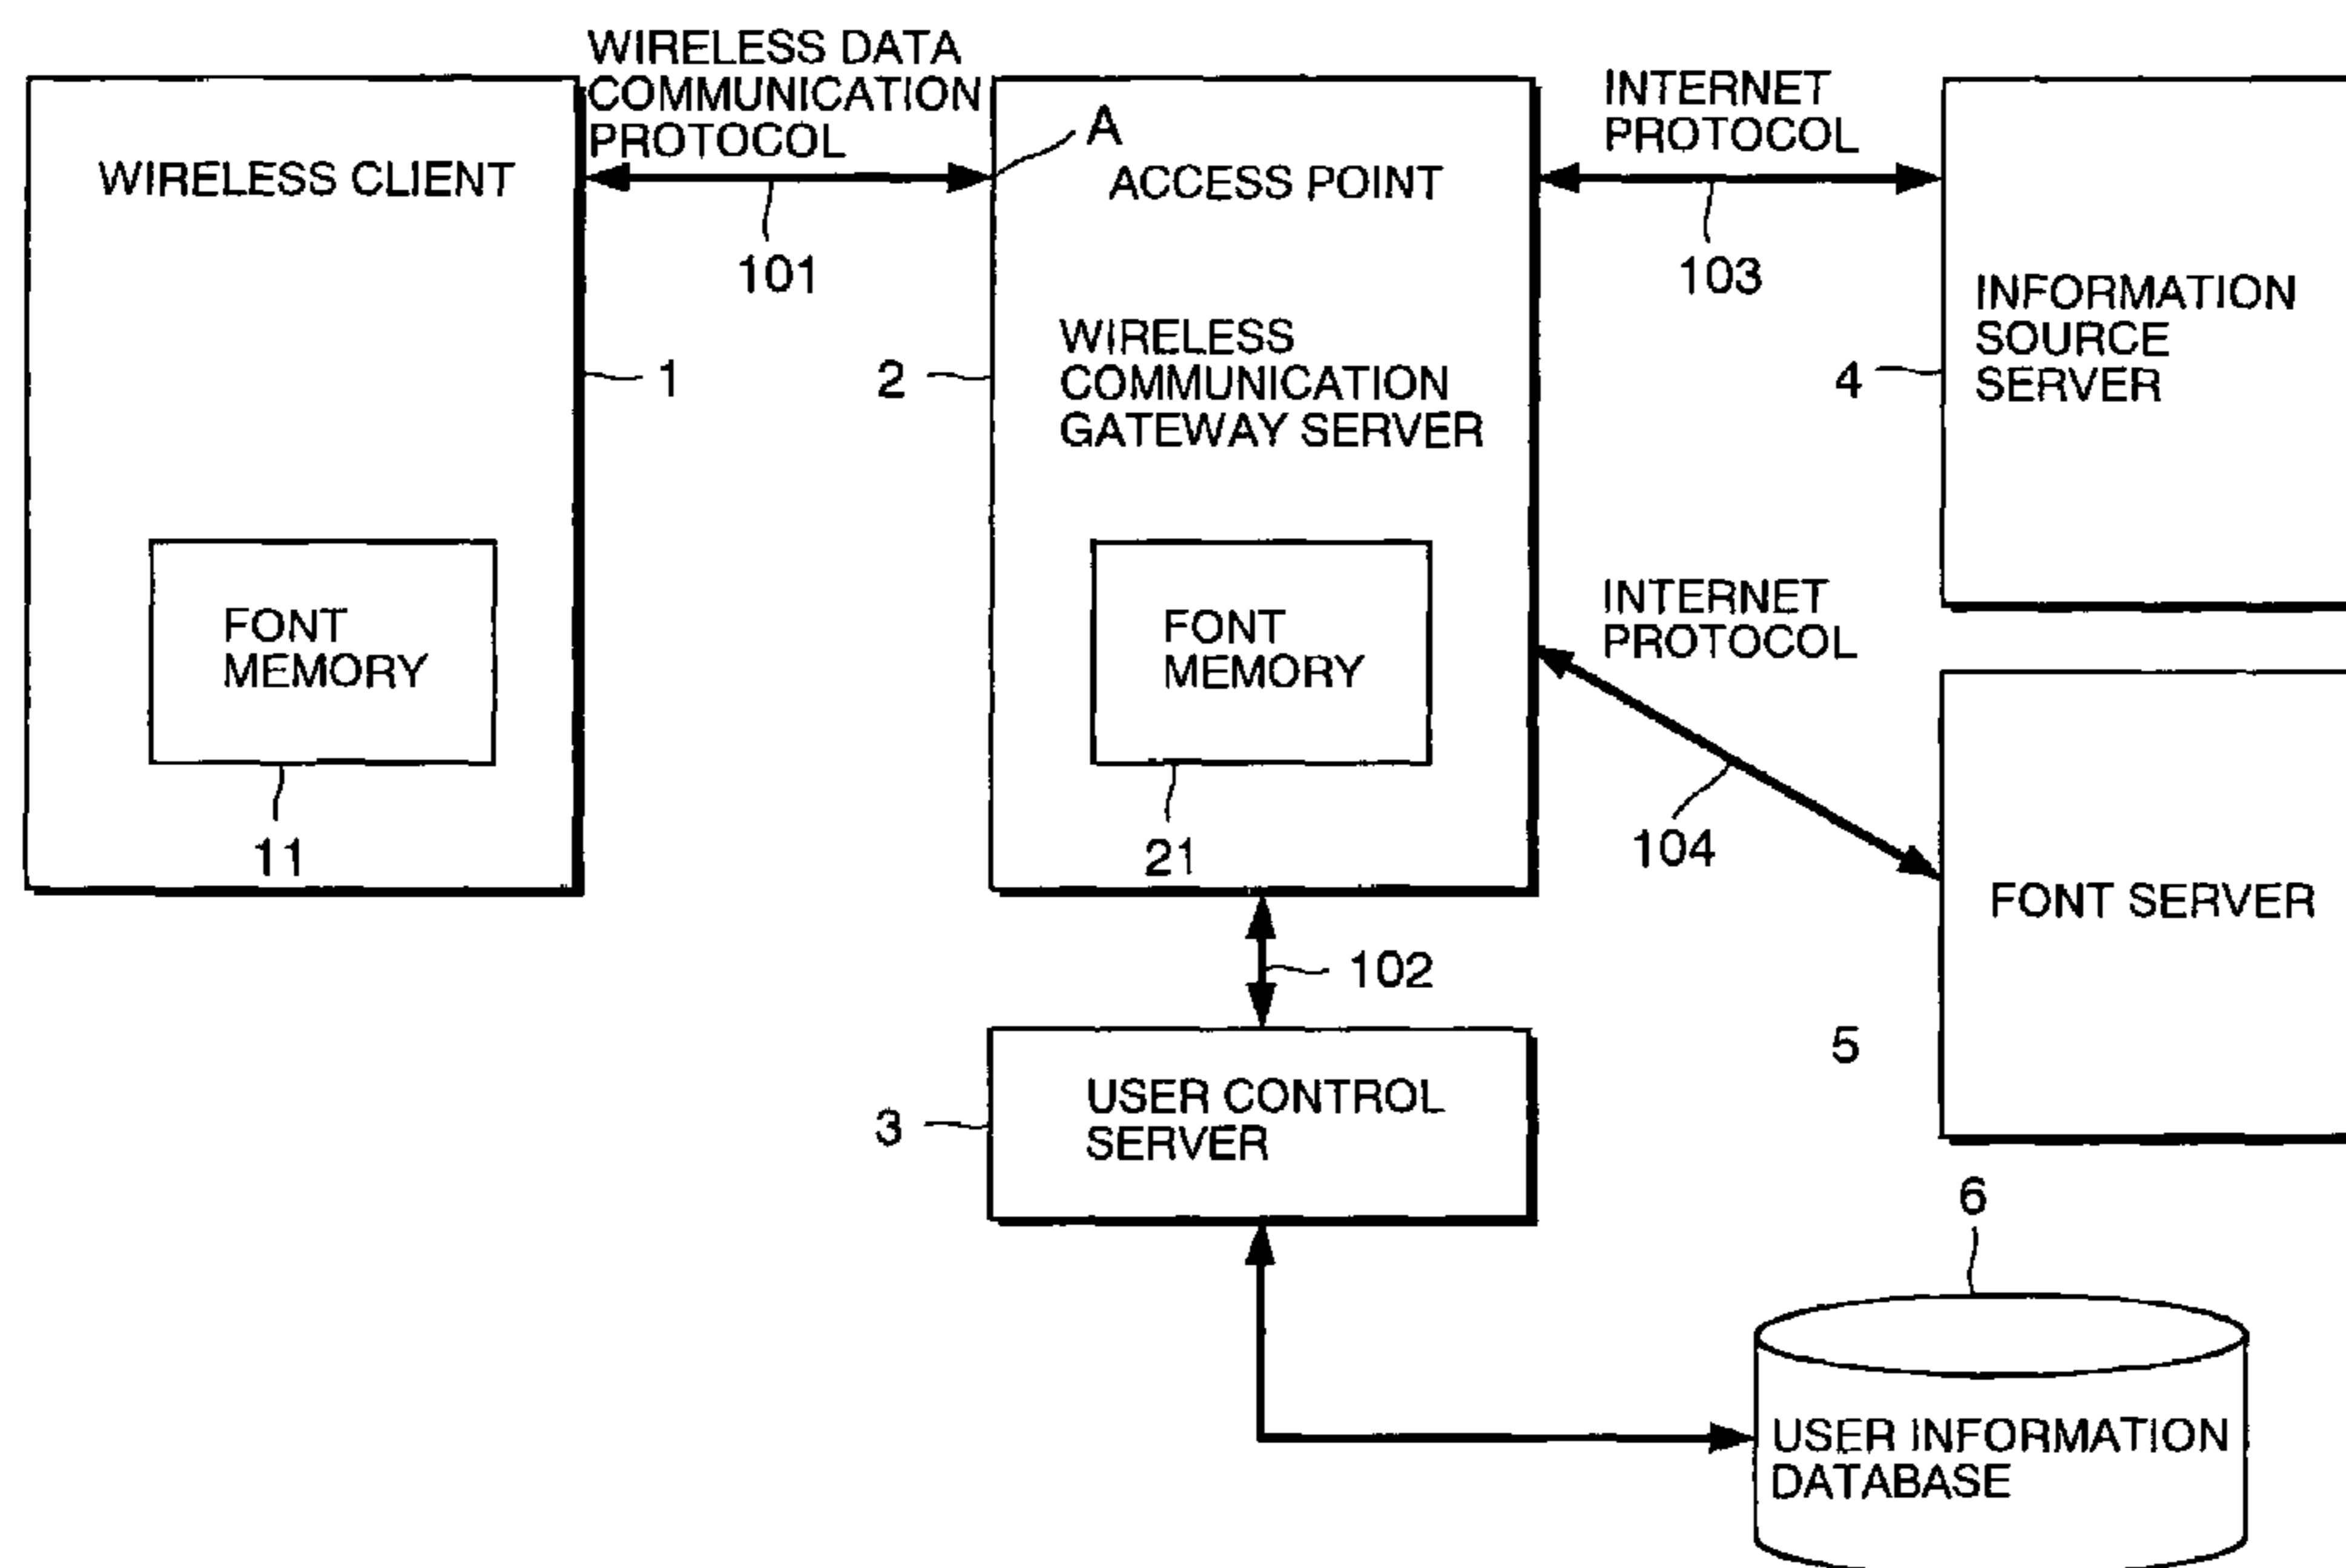 WIRELESS DATA
COMMUNICATION
PROTOCOL
WIRELESS CLIENT
101
1
FONT
MEMORY
11
A
ACCESS POINT
2
WIRELESS
COMMUNICATION
GATEWAY SERVER
FONT
MEMORY
21
INTERNET
PROTOCOL
103
INFORMATION
SOURCE
SERVER
4
INTERNET
PROTOCOL
104
FONT SERVER
5
102
3
USER CONTROL
SERVER
6
USER INFORMATION
DATABASE